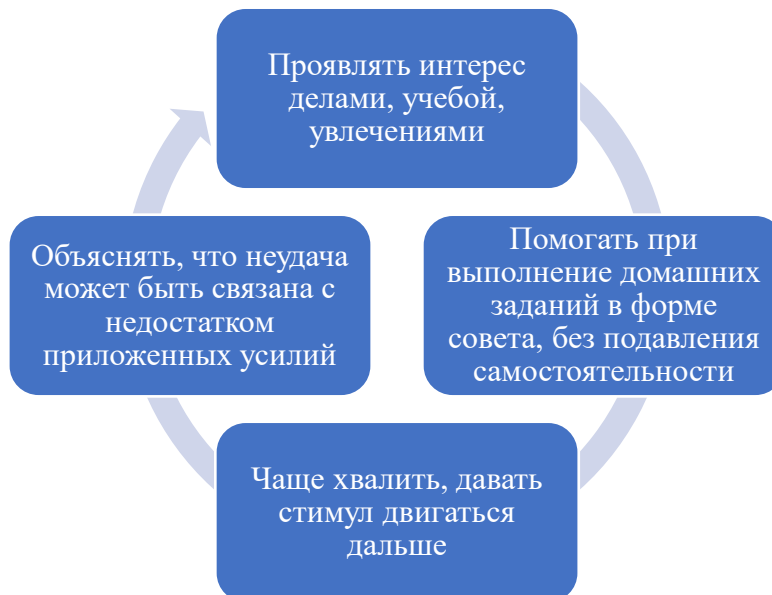 Проявлять интерес
делами, учебой,
увлечениями
Помогать при
выполнение домашних
заданий в форме
совета, без подавления
самостоятельности
Чаще хвалить, давать
стимул двигаться
дальше
Объяснять, что неудача
может быть связана с
недостатком
приложенных усилий